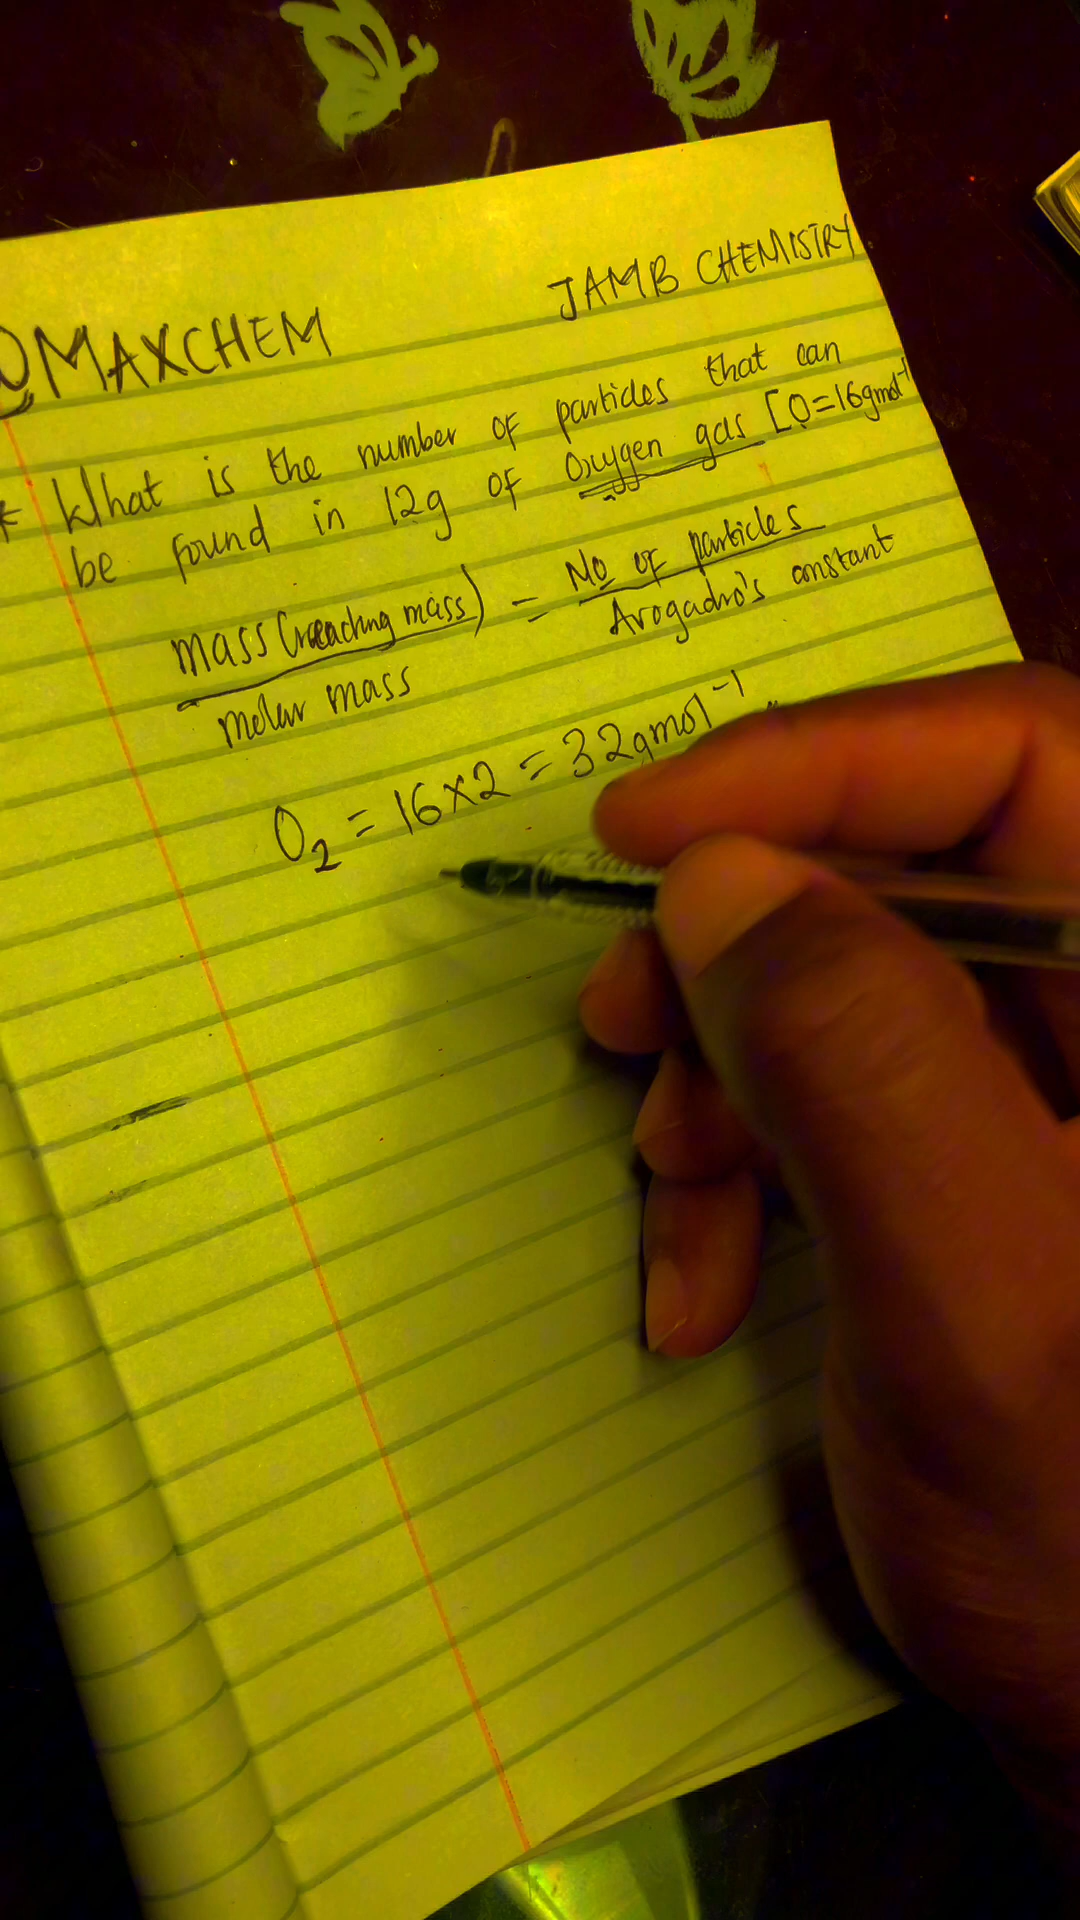 OMAXCHEM
JAMB CHEMISTRY
* What is the number of particles that can
be found in 12g of Oxygen gas [O=16gmol⁻¹
mass (reacting mass) = No of particles
molar mass Avogadro's constant
O₂ = 16×2 = 32gmol⁻¹